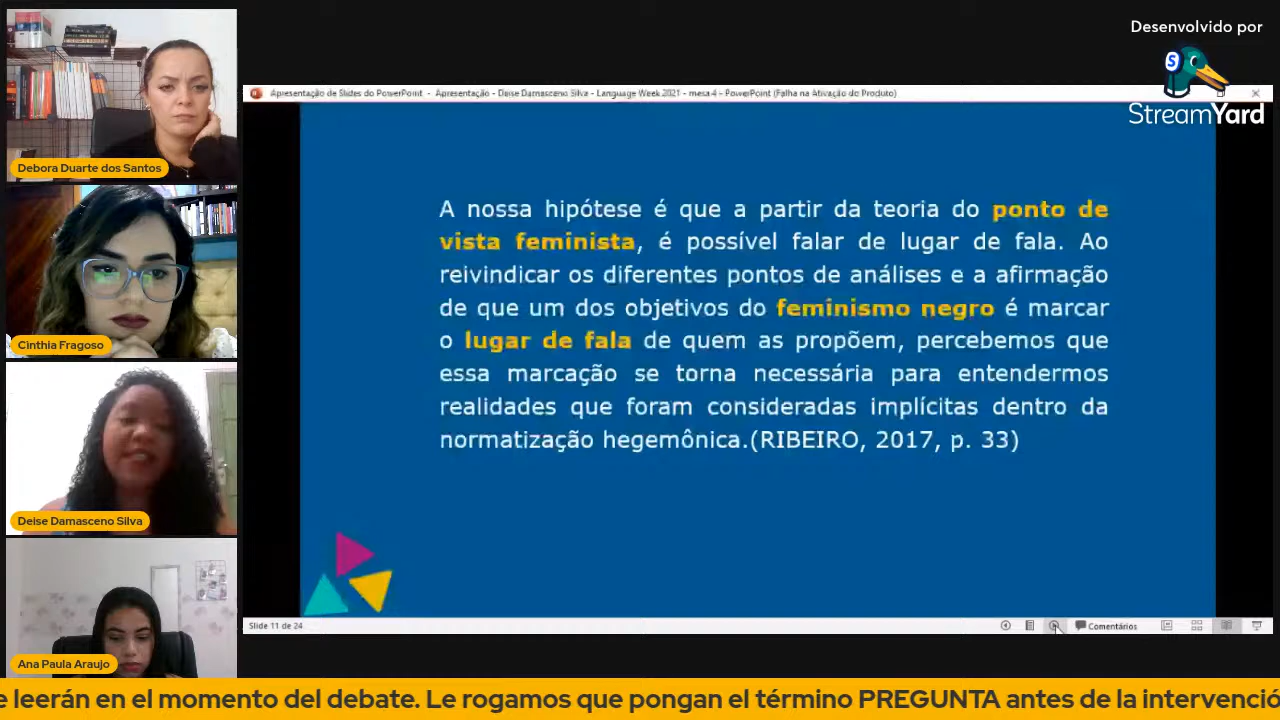 Desenvolvido por
StreamYard
Apresentação de Slides do PowerPoint - Apresentação - Deise Damasceno Silva - Language Week 2021 - mesa 4 - PowerPoint (Falha na Ativação do Produto)
A nossa hipótese é que a partir da teoria do ponto de
vista feminista, é possível falar de lugar de fala. Ao
reivindicar os diferentes pontos de análises e a afirmação
de que um dos objetivos do feminismo negro é marcar
o lugar de fala de quem as propõem, percebemos que
essa marcação se torna necessária para entendermos
realidades que foram consideradas implícitas dentro da
normatização hegemônica.(RIBEIRO, 2017, p. 33)
Slide 11 de 24
Comentários
Debora Duarte dos Santos
Cinthia Fragoso
Deise Damasceno Silva
Ana Paula Araujo
e leerán en el momento del debate. Le rogamos que pongan el término PREGUNTA antes de la intervenció